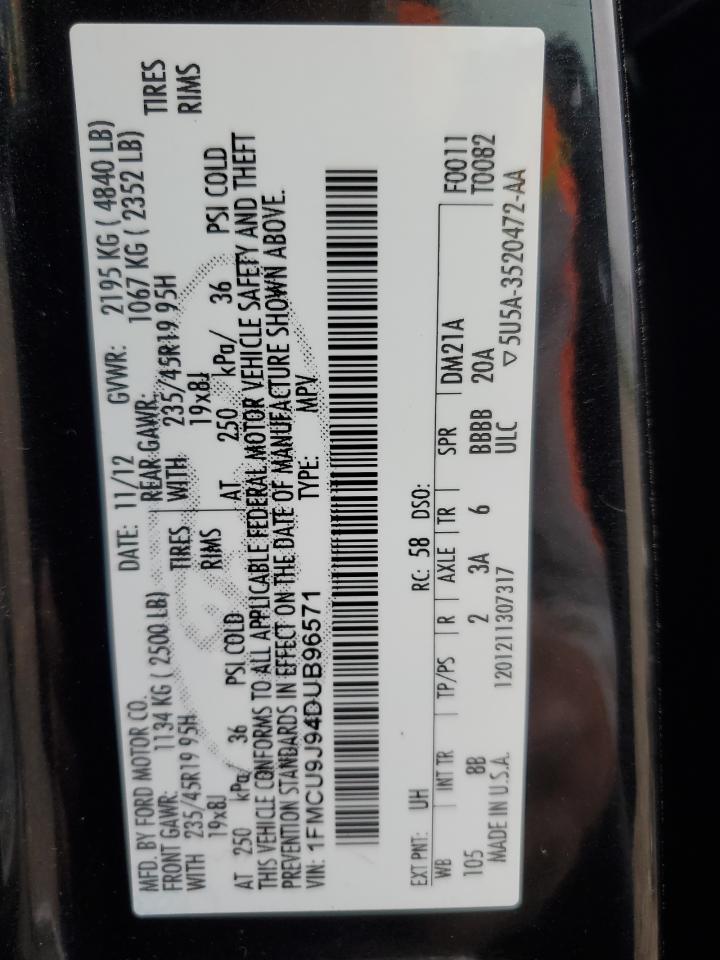 MFD. BY FORD MOTOR CO. DATE: 11/12 GVWR: 2195 KG ( 4840 LB)
FRONT GAWR: 1134 KG ( 2500 LB) REAR GAWR: 1067 KG ( 2352 LB)
WITH 235/45R19 95H TIRES WITH 235/45R19 95H TIRES
19x8J RIMS 19x8J RIMS
AT 250 kPa/ 36 PSI COLD AT 250 kPa/ 36 PSI COLD
THIS VEHICLE CONFORMS TO ALL APPLICABLE FEDERAL MOTOR VEHICLE SAFETY AND THEFT
PREVENTION STANDARDS IN EFFECT ON THE DATE OF MANUFACTURE SHOWN ABOVE.
VIN: 1FMCU9J94DUB96571 TYPE: MPV
EXT PNT: UH RC: 58 DSO:
WB INT TR TP/PS R AXLE TR SPR DM21A F0011
105 8B 2 3A 6 BBBB 20A T0082
MADE IN U.S.A. 1201211307317 ULC ▽5U5A-3520472-AA